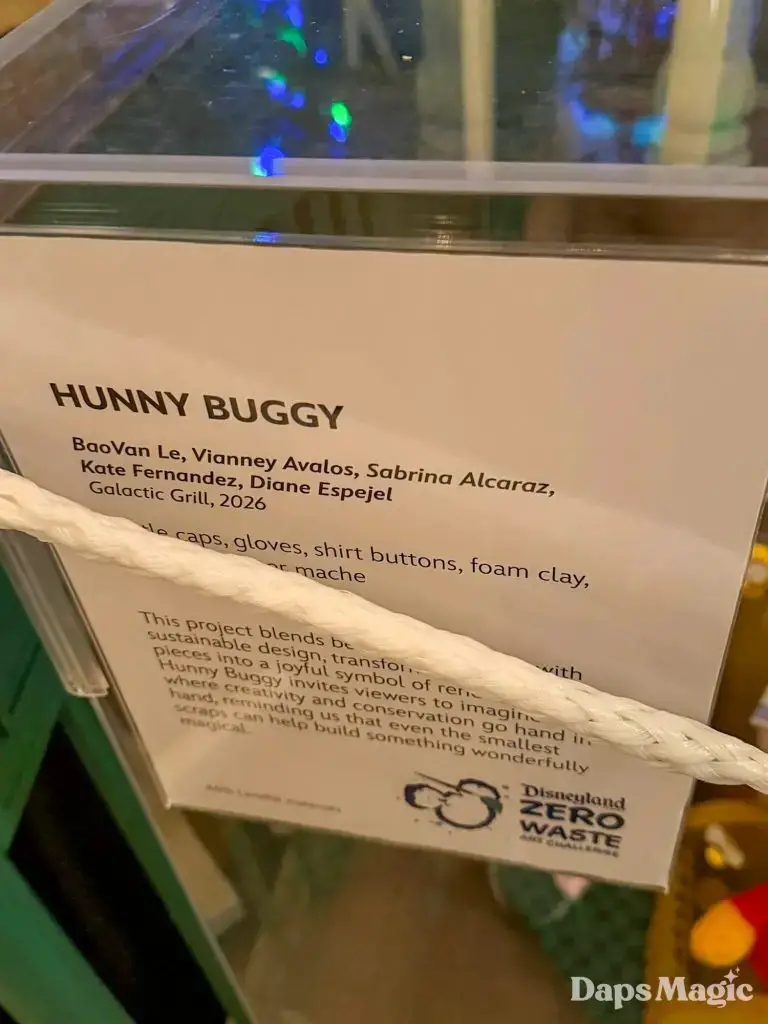 HUNNY BUGGY
BaoVan Le, Vianney Avalos, Sabrina Alcaraz,
Kate Fernandez, Diane Espejel
Galactic Grill, 2026
caps, gloves, shirt buttons, foam clay,
mache
This project blends with
sustainable design,
pieces into a joyful symbol of
Hunny Buggy invites viewers to
where creativity and conservation go hand in
hand, reminding us that even the smallest
scraps can help build something wonderfully
magical.
Disneyland
ZERO
WASTE
ART CHALLENGE
Daps Magic